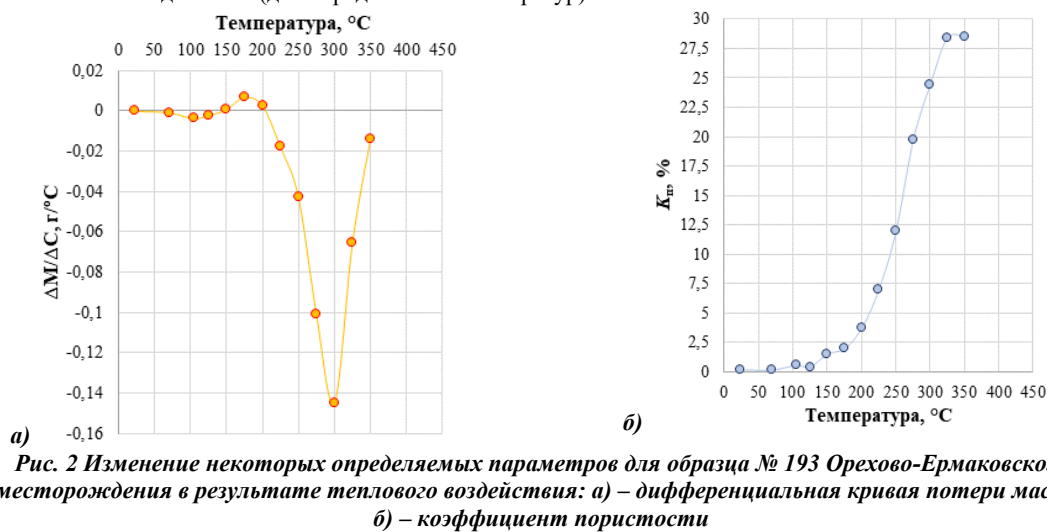 Температура, °C
0 50 100 150 200 250 300 350 400 450
0,02
0
-0,02
-0,04
-0,06
-0,08
-0,1
-0,12
-0,14
-0,16
ΔM/ΔC, г/°C
а)
30
27,5
25
22,5
20
17,5
15
12,5
10
7,5
5
2,5
0
Kп, %
0 50 100 150 200 250 300 350 400 450
Температура, °C
б)
Рис. 2 Изменение некоторых определяемых параметров для образца № 193 Орехово-Ермаковско
месторождения в результате теплового воздействия: а) – дифференциальная кривая потери мас
б) – коэффициент пористости